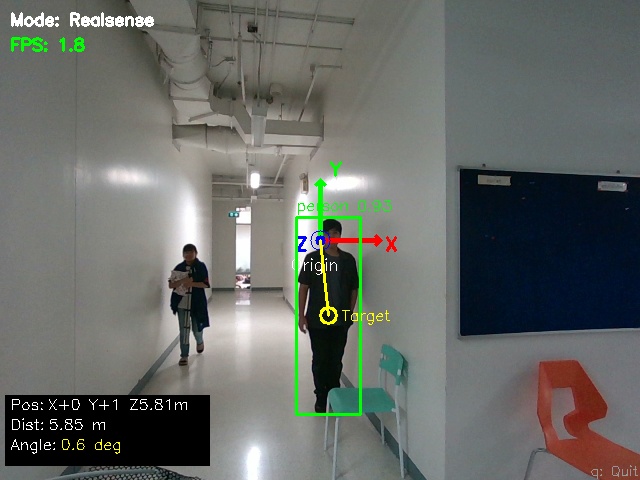 Mode: Realsense
FPS: 1.8
Y
person 0.93
Z
X
Origin
Target
Pos: X+0 Y+1 Z5.81m
Dist: 5.85 m
Angle: 0.6 deg
q: Quit